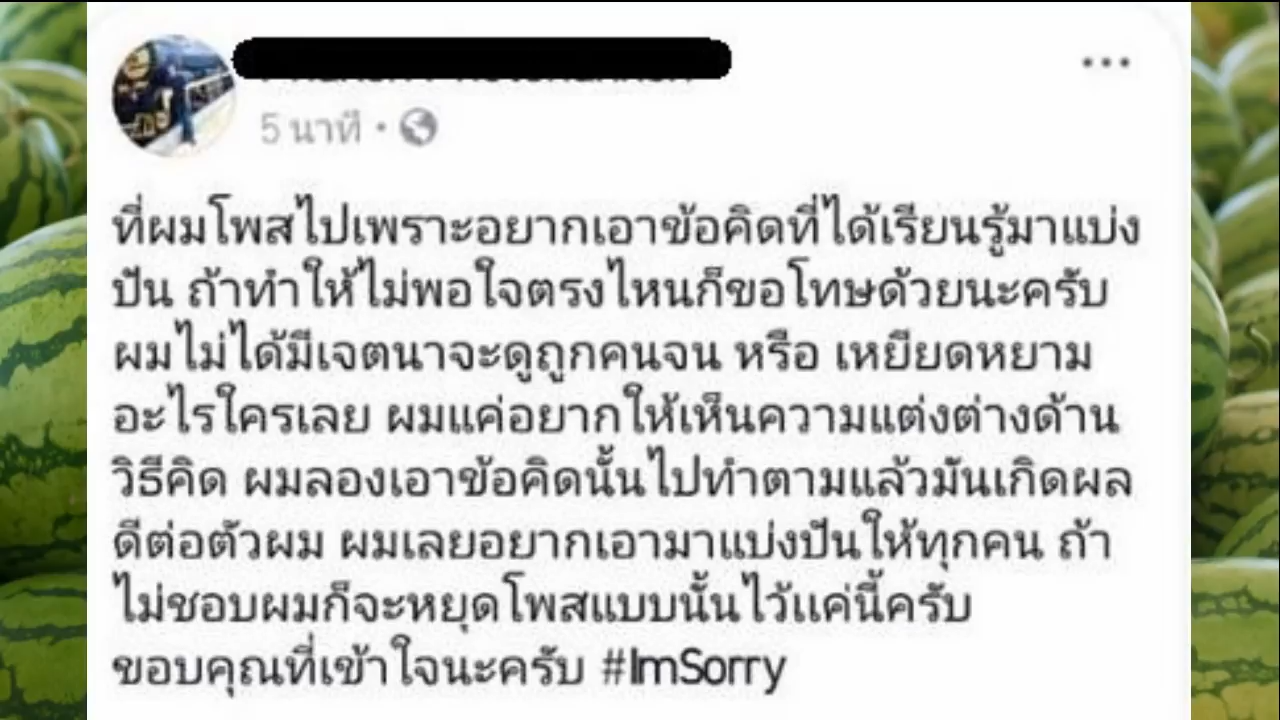 5 นาที
ที่ผมโพสไปเพราะอยากเอาข้อคิดที่ได้เรียนรู้มาแบ่ง
ปัน ถ้าทำให้ไม่พอใจตรงไหนก็ขอโทษด้วยนะครับ
ผมไม่ได้มีเจตนาจะดูถูกคนจน หรือ เหยียดหยาม
อะไรใครเลย ผมแค่อยากให้เห็นความแต่งต่างด้าน
วิธีคิด ผมลองเอาข้อคิดนั้นไปทำตามแล้วมันเกิดผล
ดีต่อตัวผม ผมเลยอยากเอามาแบ่งปันให้ทุกคน ถ้า
ไม่ชอบผมก็จะหยุดโพสแบบนั้นไว้แค่นี้ครับ
ขอบคุณที่เข้าใจนะครับ #ImSorry